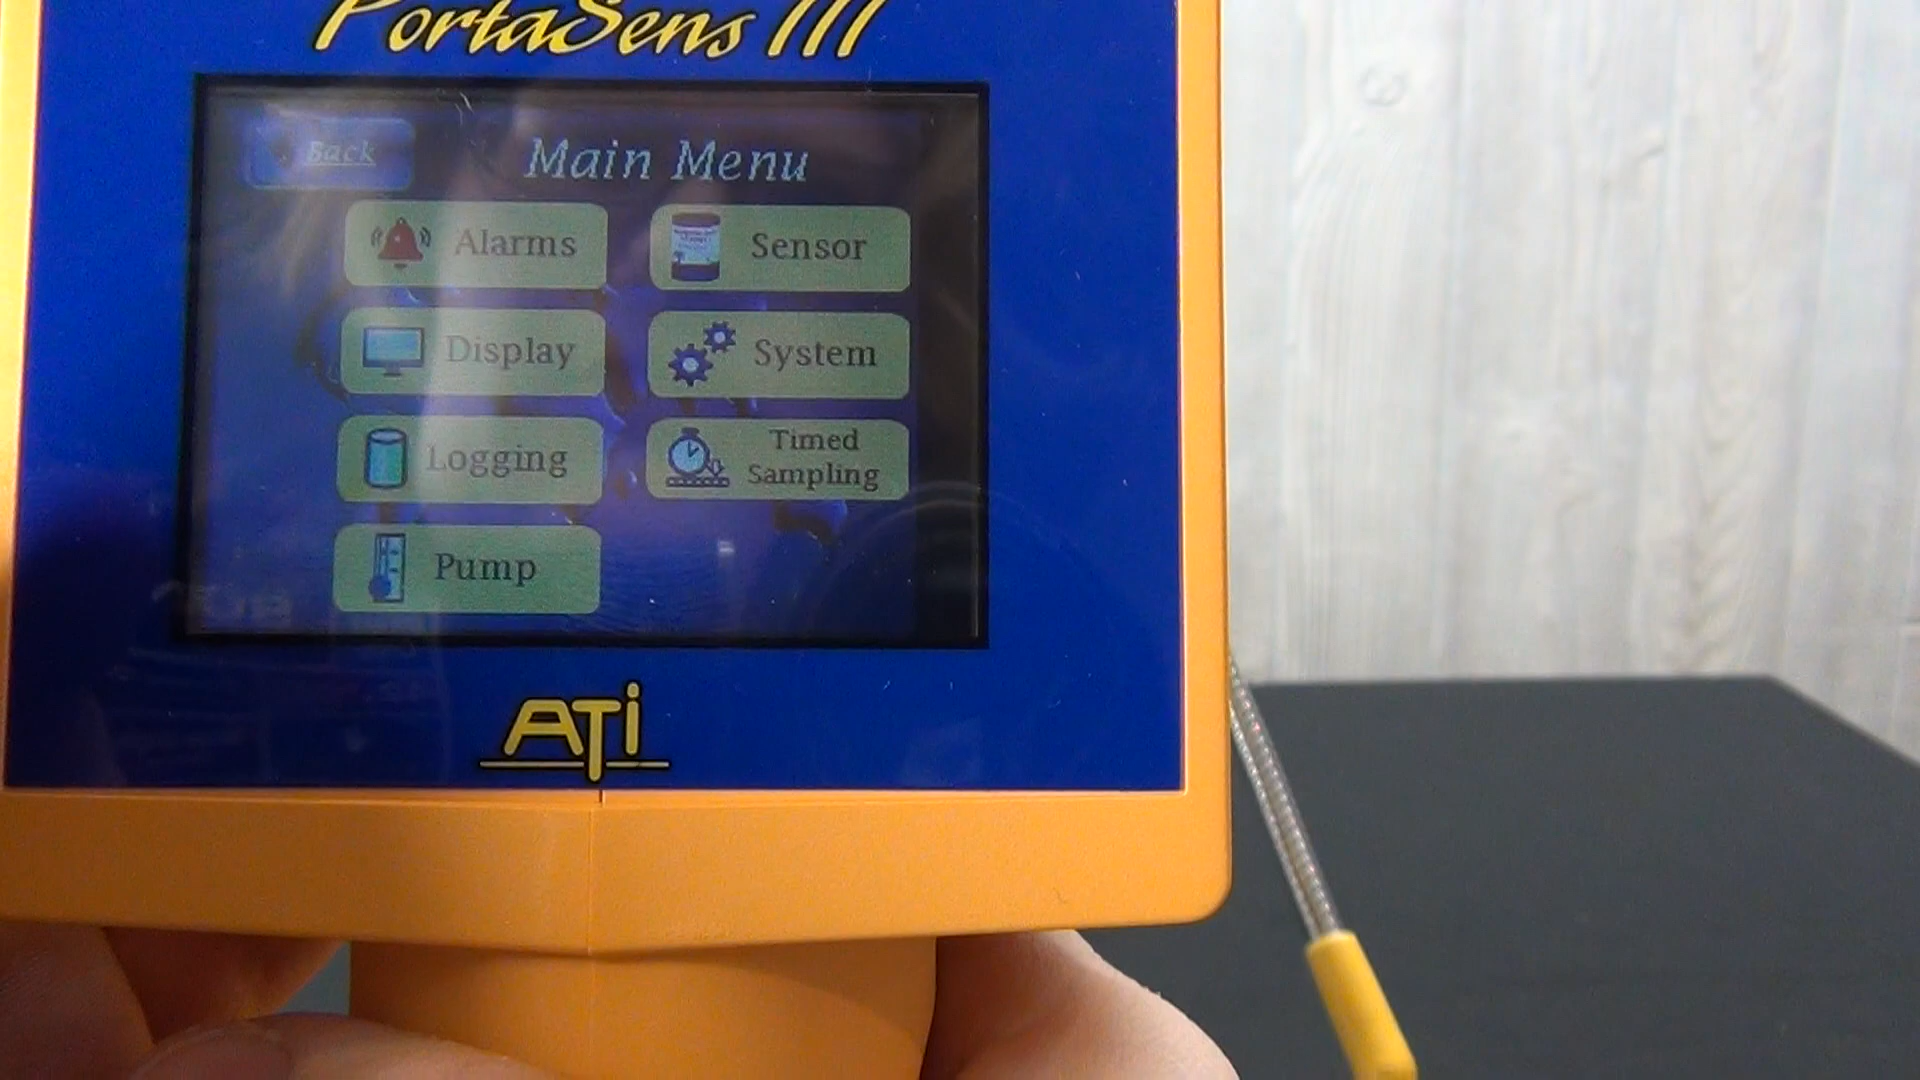 PortaSens III
Back
Main Menu
Alarms
Sensor
Display
System
Logging
Timed
Sampling
Pump
ATi